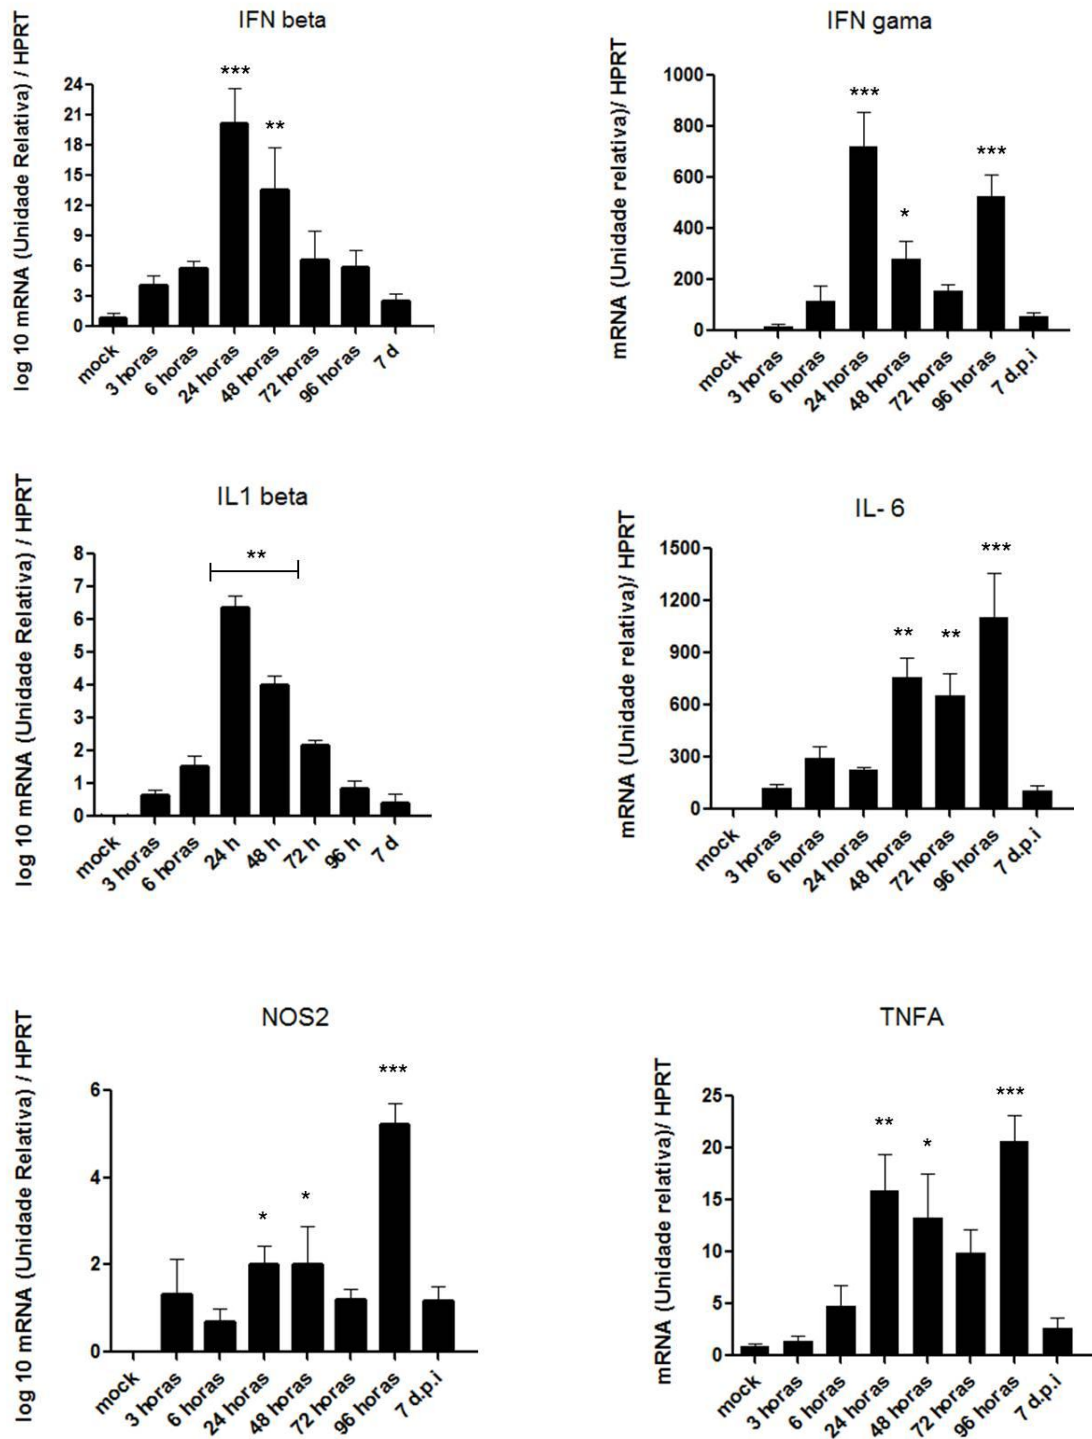 IFN beta
log 10 mRNA (Unidade Relativa) / HPRT
24
21
18
15
12
9
6
3
0
***
**
mock
3 horas
6 horas
24 horas
48 horas
72 horas
96 horas
7 d
IFN gama
mRNA (Unidade relativa)/ HPRT
1000
800
600
400
200
0
***
*
***
mock
3 horas
6 horas
24 horas
48 horas
72 horas
96 horas
7 d.p.i
IL1 beta
log 10 mRNA (Unidade Relativa) / HPRT
8
7
6
5
4
3
2
1
0
**
mock
3 horas
6 horas
24 h
48 h
72 h
96 h
7 d
IL- 6
mRNA (Unidade relativa)/ HPRT
1500
1200
900
600
300
0
**
**
***
mock
3 horas
6 horas
24 horas
48 horas
72 horas
96 horas
7 d.p.i
NOS2
log 10 mRNA (Unidade Relativa) / HPRT
6
4
2
0
*
*
***
mock
3 horas
6 horas
24 horas
48 horas
72 horas
96 horas
7 d.p.i
TNFA
mRNA (Unidade relativa)/ HPRT
25
20
15
10
5
0
**
*
***
mock
3 horas
6 horas
24 horas
48 horas
72 horas
96 horas
7 d.p.i